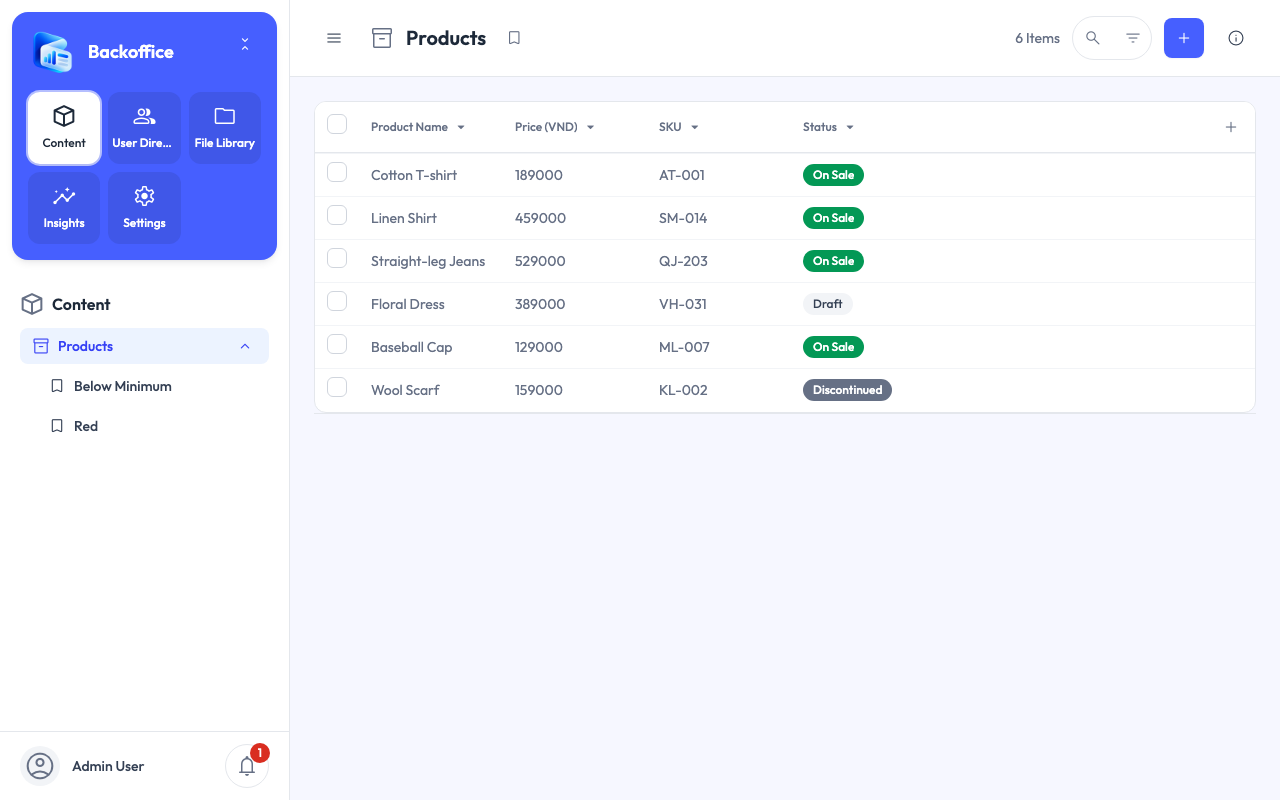 Backoffice
Content
User Dire...
File Library
Insights
Settings
Content
Products
Below Minimum
Red
Admin User
1
Products
6 Items
Product Name Price (VND) SKU Status
Cotton T-shirt 189000 AT-001 On Sale
Linen Shirt 459000 SM-014 On Sale
Straight-leg Jeans 529000 QJ-203 On Sale
Floral Dress 389000 VH-031 Draft
Baseball Cap 129000 ML-007 On Sale
Wool Scarf 159000 KL-002 Discontinued